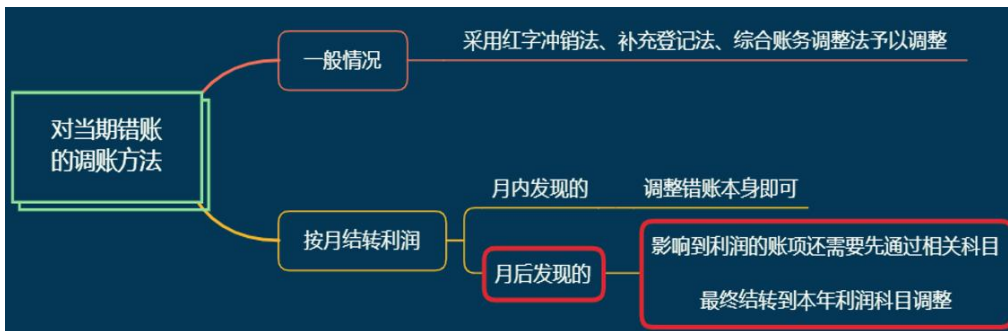 对当期错账
的调账方法
一般情况
采用红字冲销法、补充登记法、综合账务调整法予以调整
按月结转利润
月内发现的
调整错账本身即可
月后发现的
影响到利润的账项还需要先通过相关科目
最终结转到本年利润科目调整